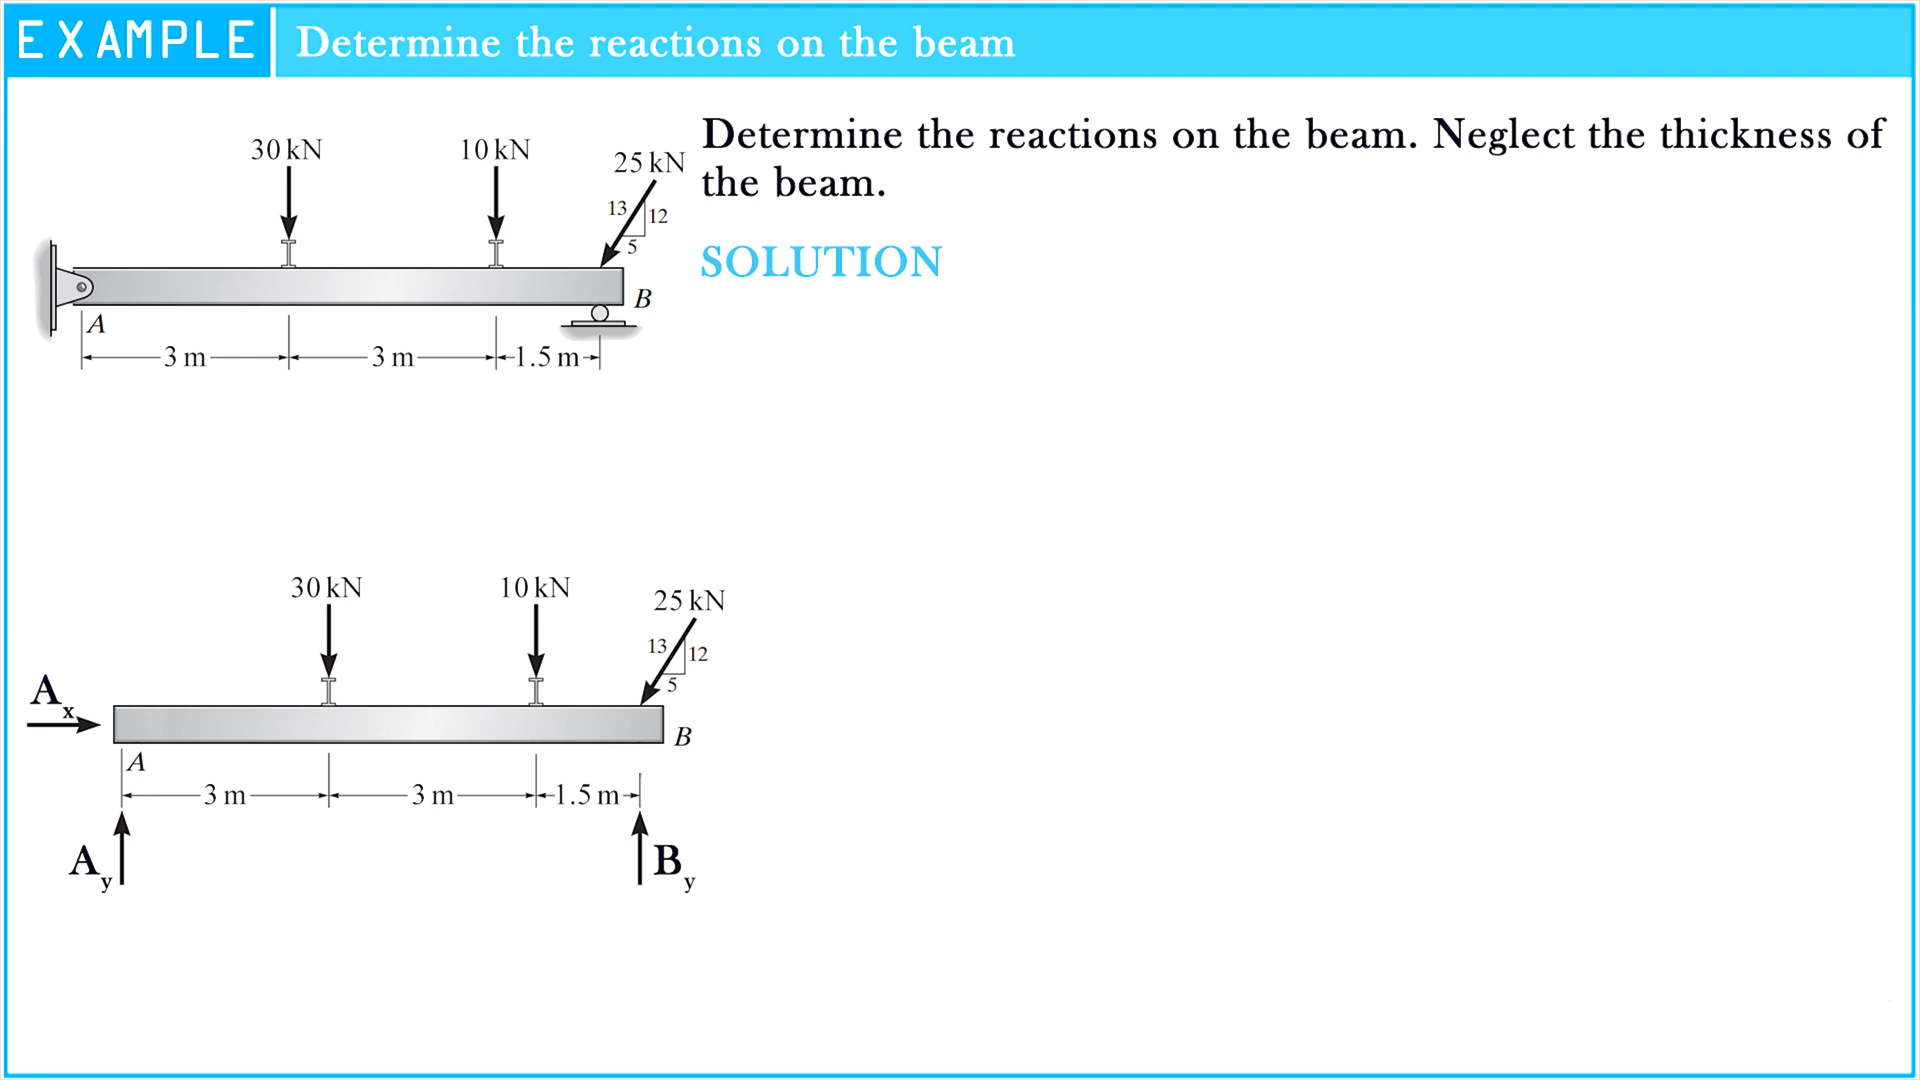 EXAMPLE
Determine the reactions on the beam
Determine the reactions on the beam. Neglect the thickness of
the beam.
SOLUTION
30 kN
10 kN
25 kN
13
12
5
A
B
3 m
3 m
1.5 m
30 kN
10 kN
25 kN
13
12
5
Ax
A
B
3 m
3 m
1.5 m
Ay
By